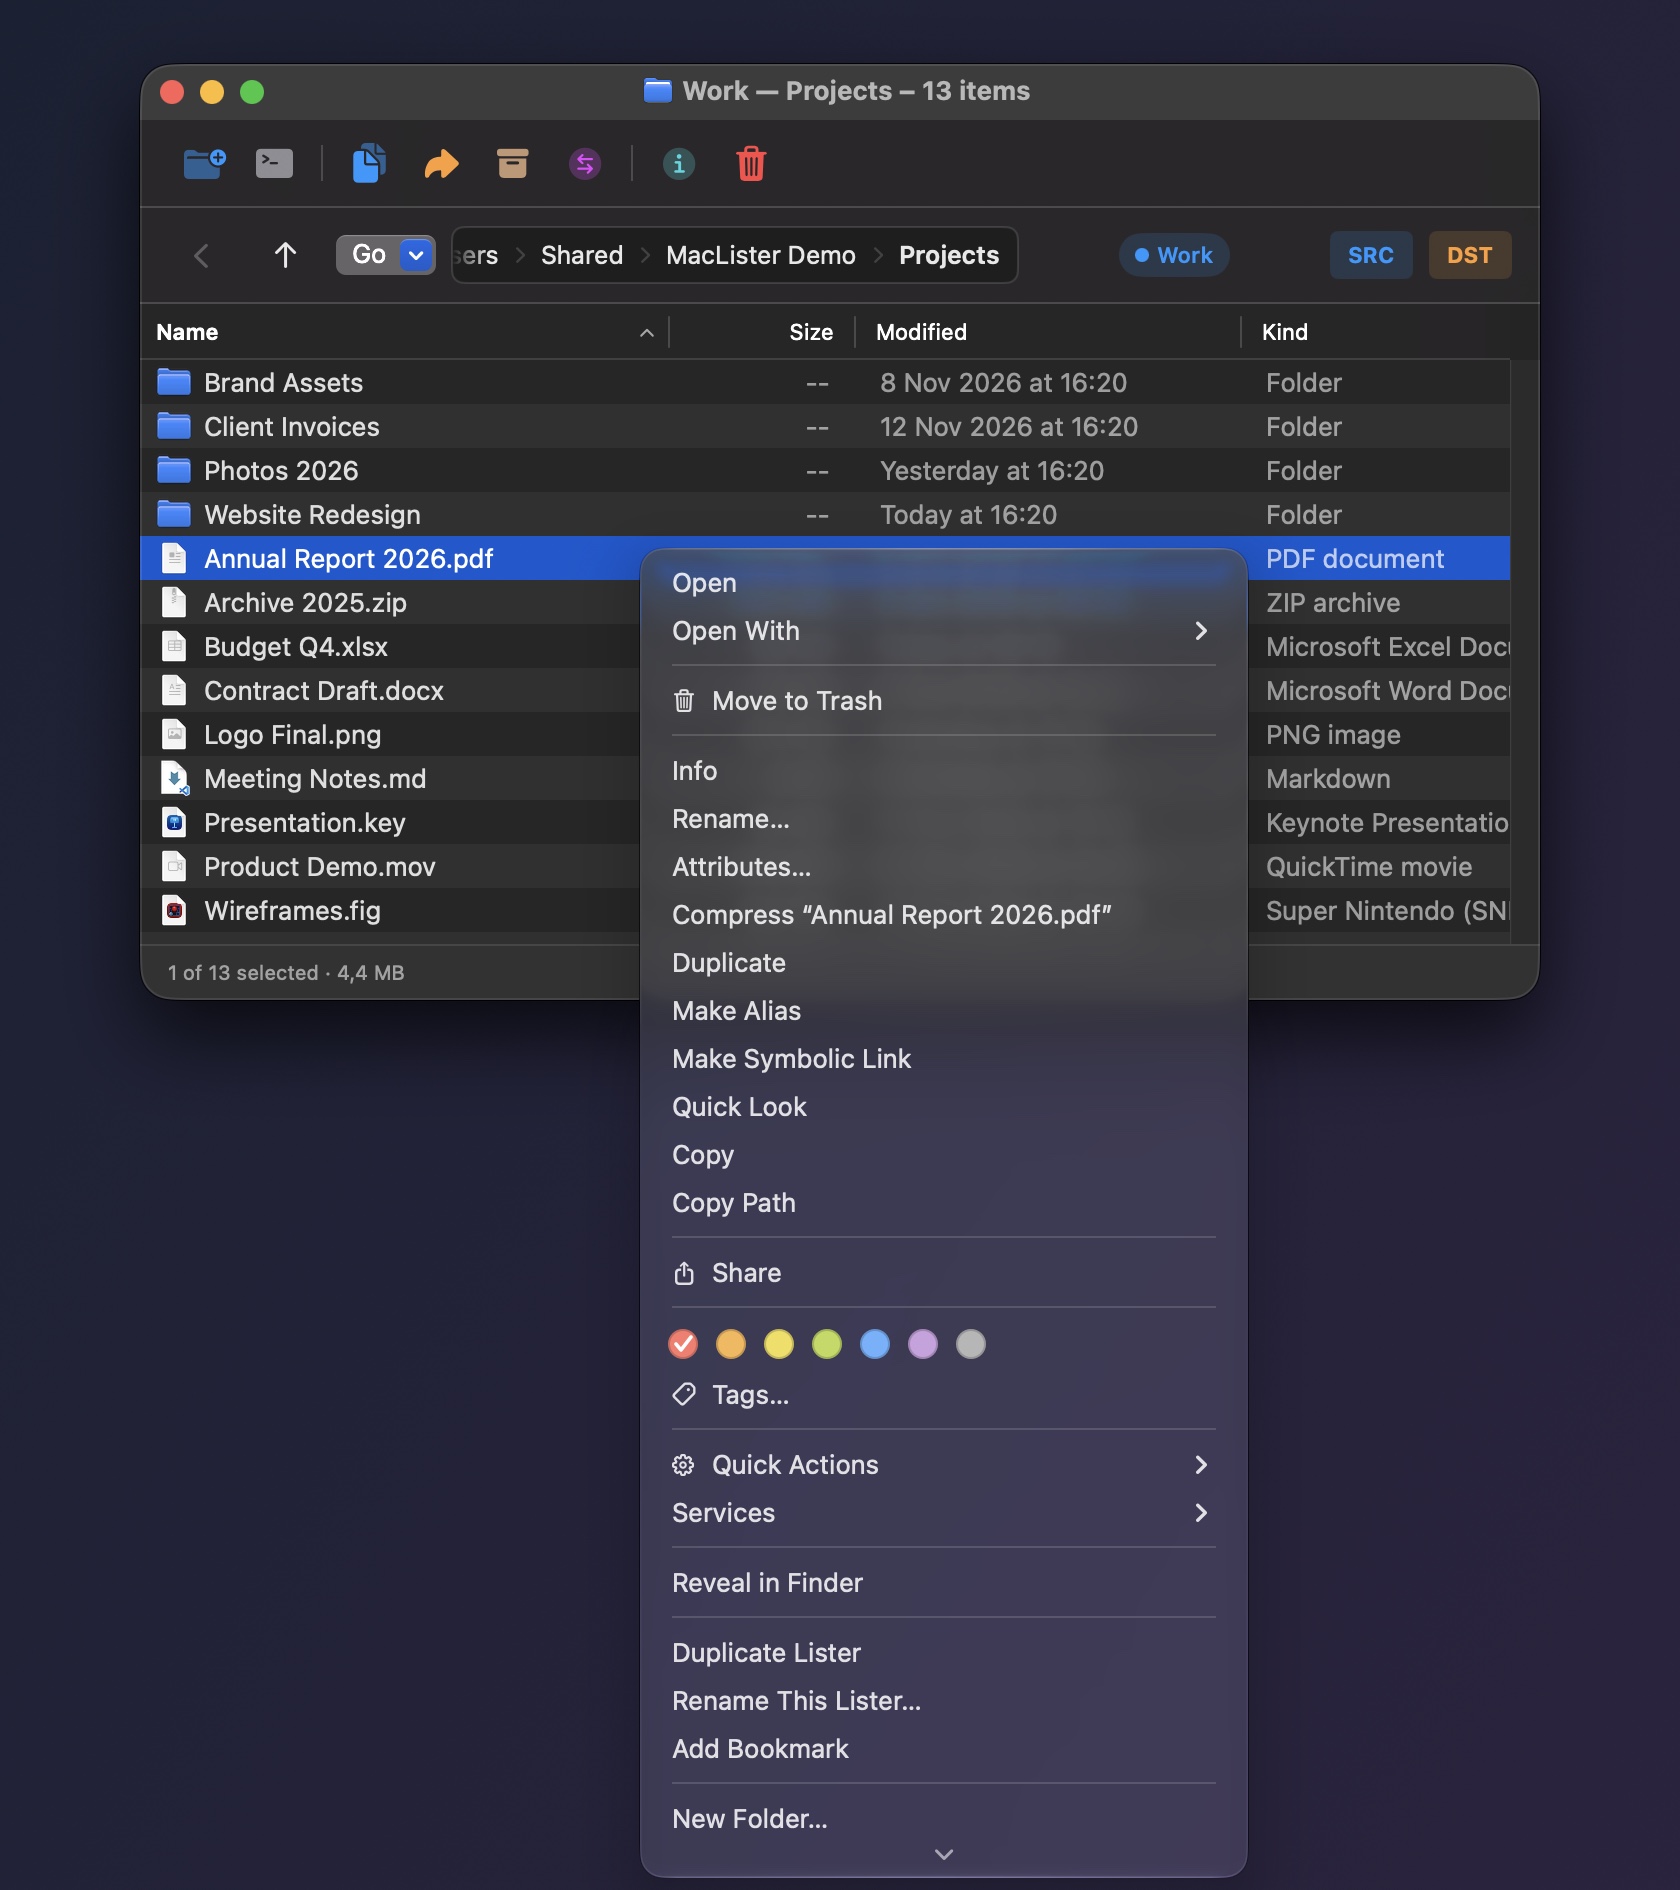 Work — Projects – 13 items
Go
sers
Shared
MacLister Demo
Projects
Work
SRC
DST
Name
Size
Modified
Kind
Brand Assets -- 8 Nov 2026 at 16:20 Folder
Client Invoices -- 12 Nov 2026 at 16:20 Folder
Photos 2026 -- Yesterday at 16:20 Folder
Website Redesign -- Today at 16:20 Folder
Annual Report 2026.pdf PDF document
Archive 2025.zip ZIP archive
Budget Q4.xlsx Microsoft Excel Docu
Contract Draft.docx Microsoft Word Docu
Logo Final.png PNG image
Meeting Notes.md Markdown
Presentation.key Keynote Presentatio
Product Demo.mov QuickTime movie
Wireframes.fig Super Nintendo (SN
1 of 13 selected · 4,4 MB
Open
Open With
Move to Trash
Info
Rename...
Attributes...
Compress “Annual Report 2026.pdf”
Duplicate
Make Alias
Make Symbolic Link
Quick Look
Copy
Copy Path
Share
Tags...
Quick Actions
Services
Reveal in Finder
Duplicate Lister
Rename This Lister...
Add Bookmark
New Folder...